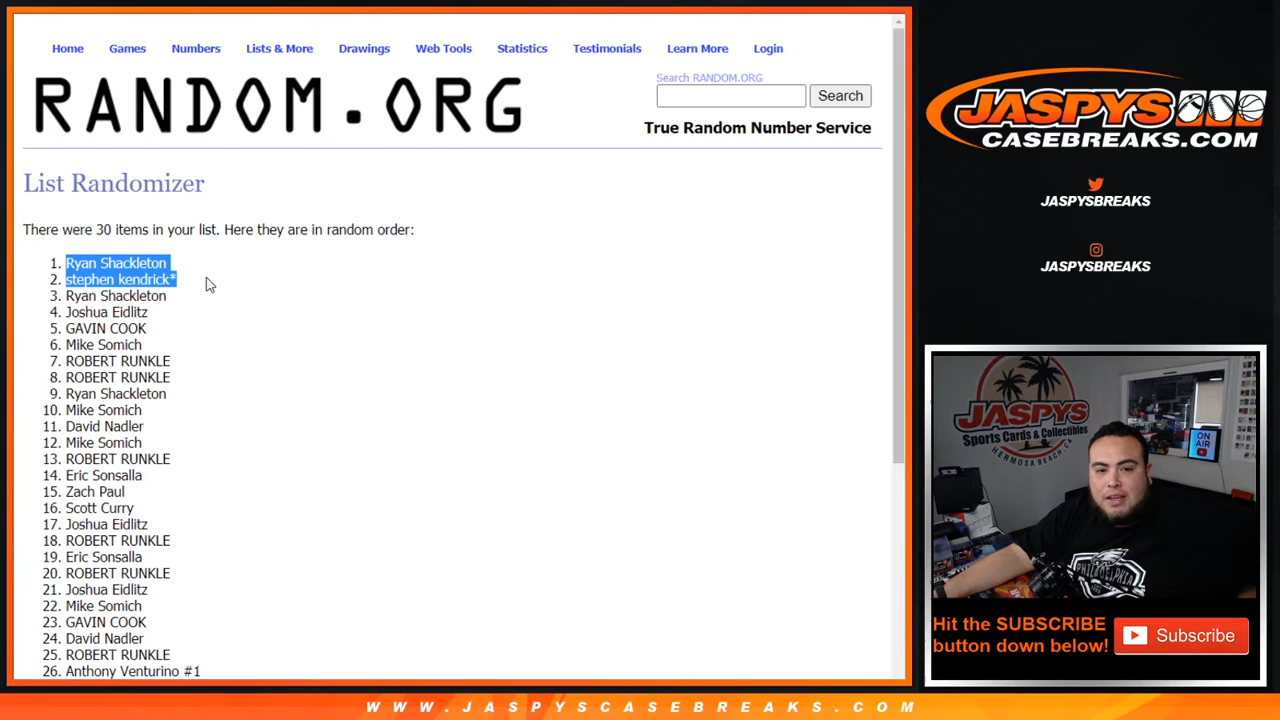 Home Games Numbers Lists & More Drawings Web Tools Statistics Testimonials Learn More Login
RANDOM.ORG
Search RANDOM.ORG
Search
True Random Number Service
List Randomizer
There were 30 items in your list. Here they are in random order:
1. Ryan Shackleton
2. stephen kendrick*
3. Ryan Shackleton
4. Joshua Eidlitz
5. GAVIN COOK
6. Mike Somich
7. ROBERT RUNKLE
8. ROBERT RUNKLE
9. Ryan Shackleton
10. Mike Somich
11. David Nadler
12. Mike Somich
13. ROBERT RUNKLE
14. Eric Sonsalla
15. Zach Paul
16. Scott Curry
17. Joshua Eidlitz
18. ROBERT RUNKLE
19. Eric Sonsalla
20. ROBERT RUNKLE
21. Joshua Eidlitz
22. Mike Somich
23. GAVIN COOK
24. David Nadler
25. ROBERT RUNKLE
26. Anthony Venturino #1
JASPYS
CASEBREAKS.COM
JASPYSBREAKS
JASPYSBREAKS
JASPYS
Sports Cards & Collectibles
HERMOSA BEACH, CA
ON
AIR
PHILADELPHIA
Hit the SUBSCRIBE
button down below!
Subscribe
WWW.JASPYSCASEBREAKS.COM